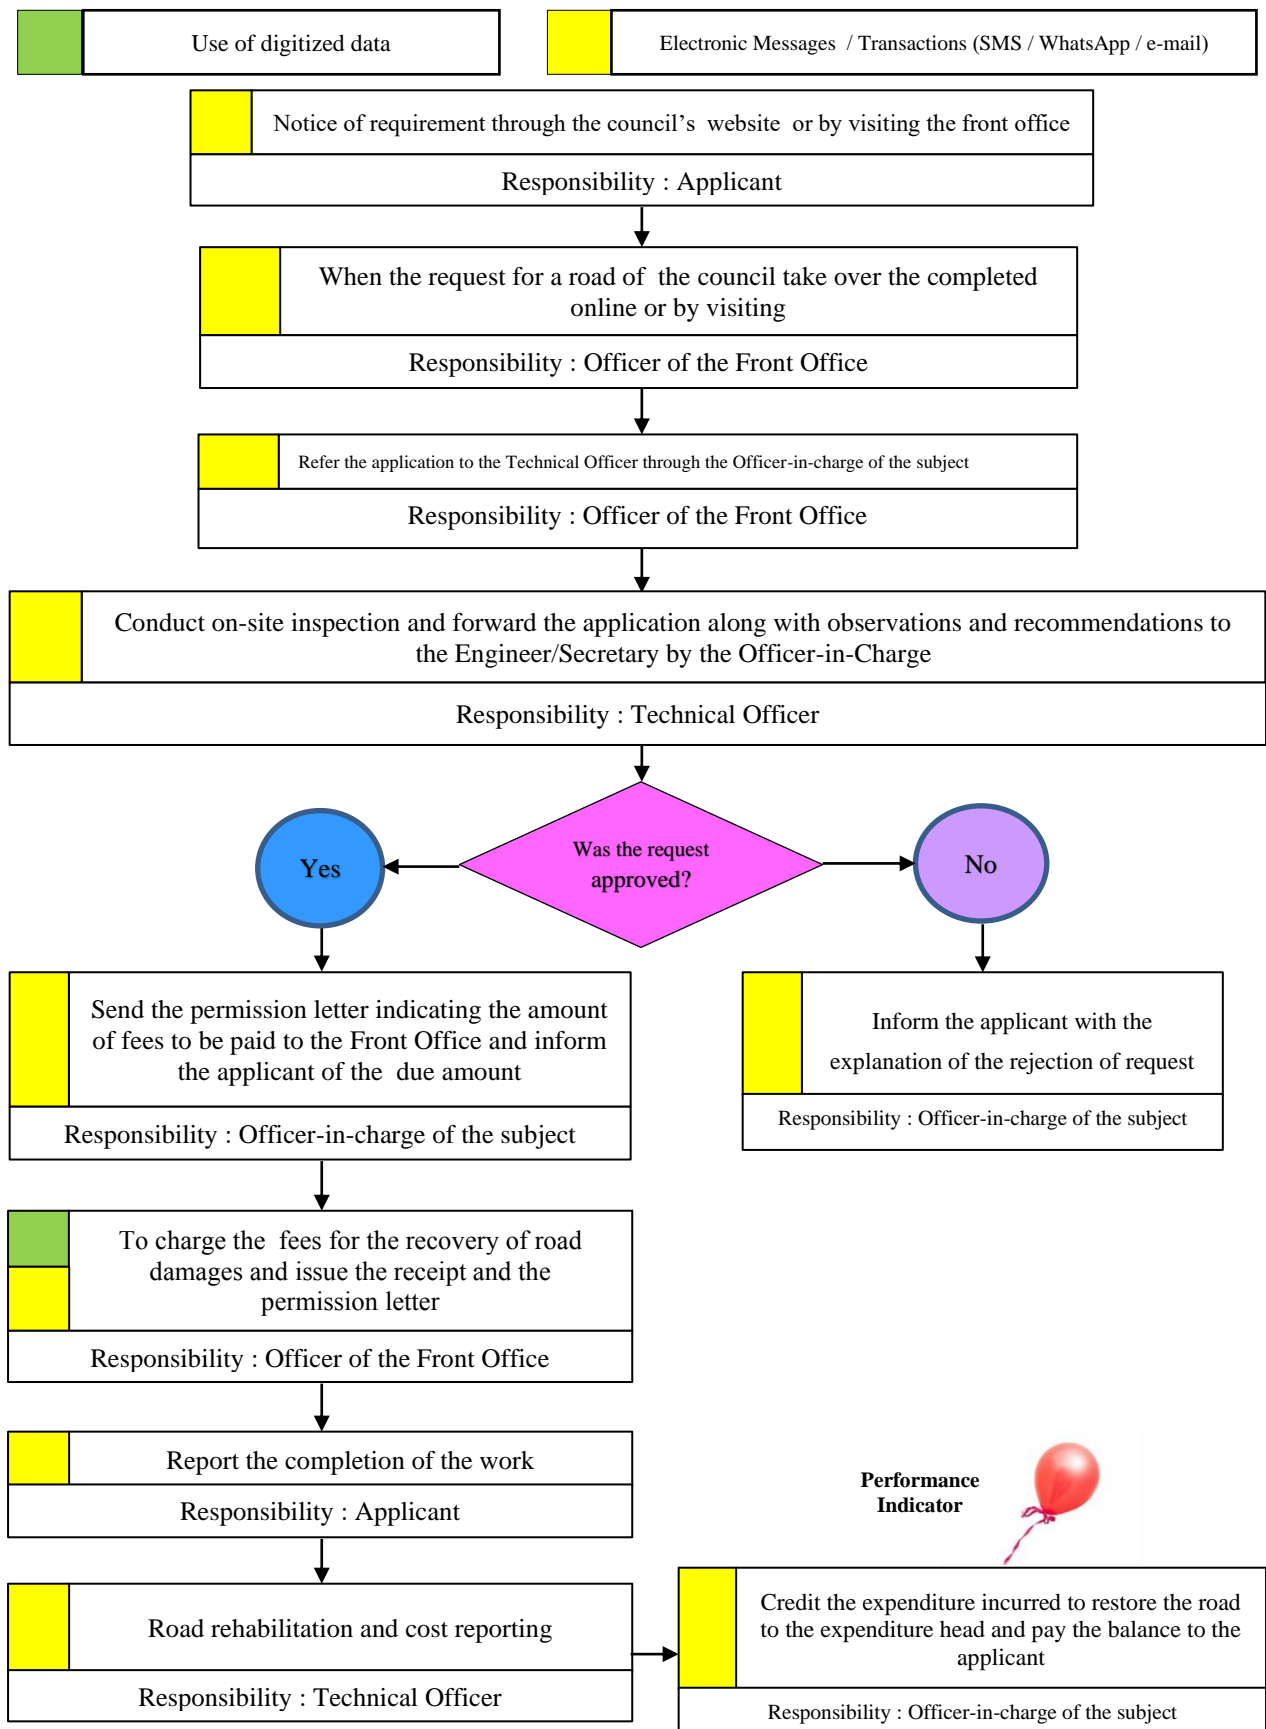 Use of digitized data
Electronic Messages / Transactions (SMS / WhatsApp / e-mail)
Notice of requirement through the council's website or by visiting the front office
Responsibility : Applicant
When the request for a road of the council take over the completed
online or by visiting
Responsibility : Officer of the Front Office
Refer the application to the Technical Officer through the Officer-in-charge of the subject
Responsibility : Officer of the Front Office
Conduct on-site inspection and forward the application along with observations and recommendations to
the Engineer/Secretary by the Officer-in-Charge
Responsibility : Technical Officer
Was the request
approved?
Yes
No
Send the permission letter indicating the amount
of fees to be paid to the Front Office and inform
the applicant of the due amount
Responsibility : Officer-in-charge of the subject
Inform the applicant with the
explanation of the rejection of request
Responsibility : Officer-in-charge of the subject
To charge the fees for the recovery of road
damages and issue the receipt and the
permission letter
Responsibility : Officer of the Front Office
Report the completion of the work
Responsibility : Applicant
Performance
Indicator
Road rehabilitation and cost reporting
Responsibility : Technical Officer
Credit the expenditure incurred to restore the road
to the expenditure head and pay the balance to the
applicant
Responsibility : Officer-in-charge of the subject